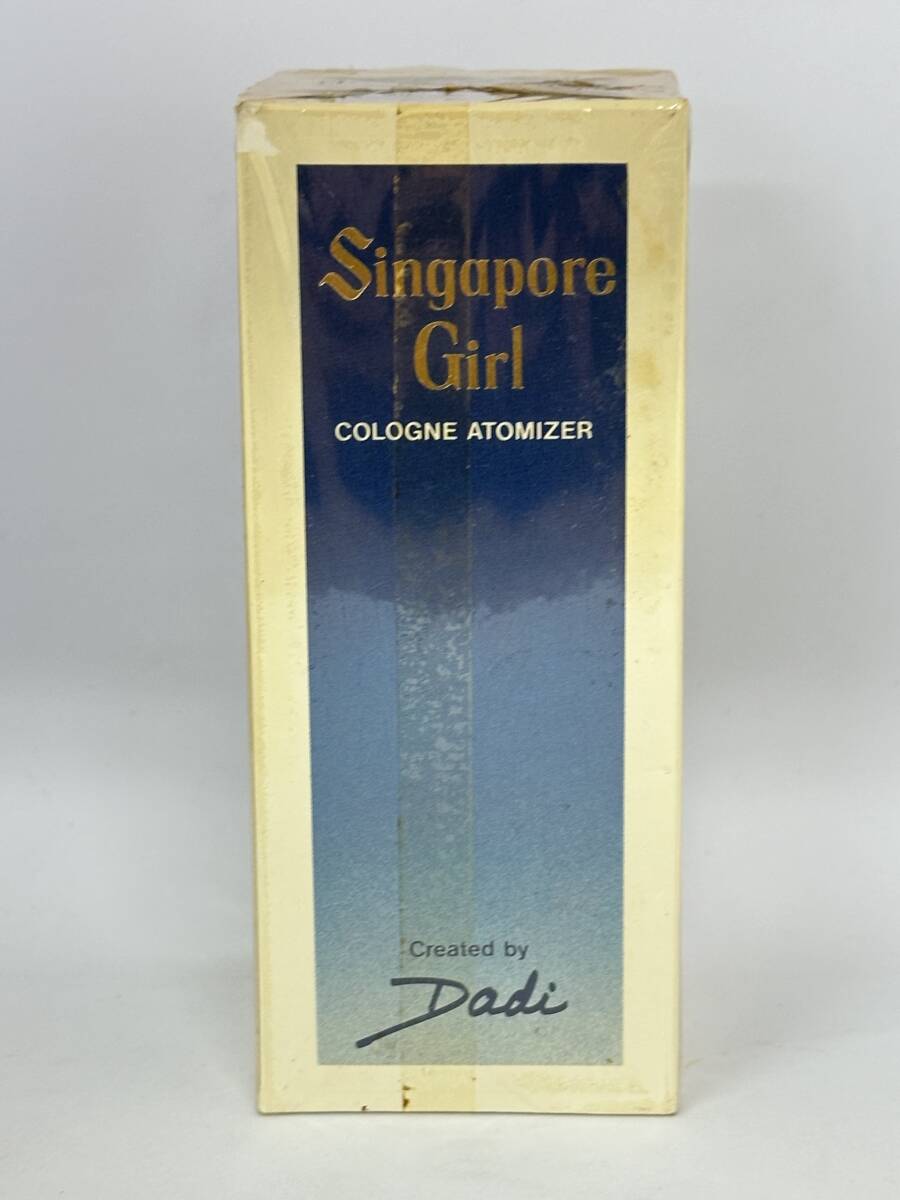 Singapore
Girl
COLOGNE ATOMIZER
Created by
Dadi